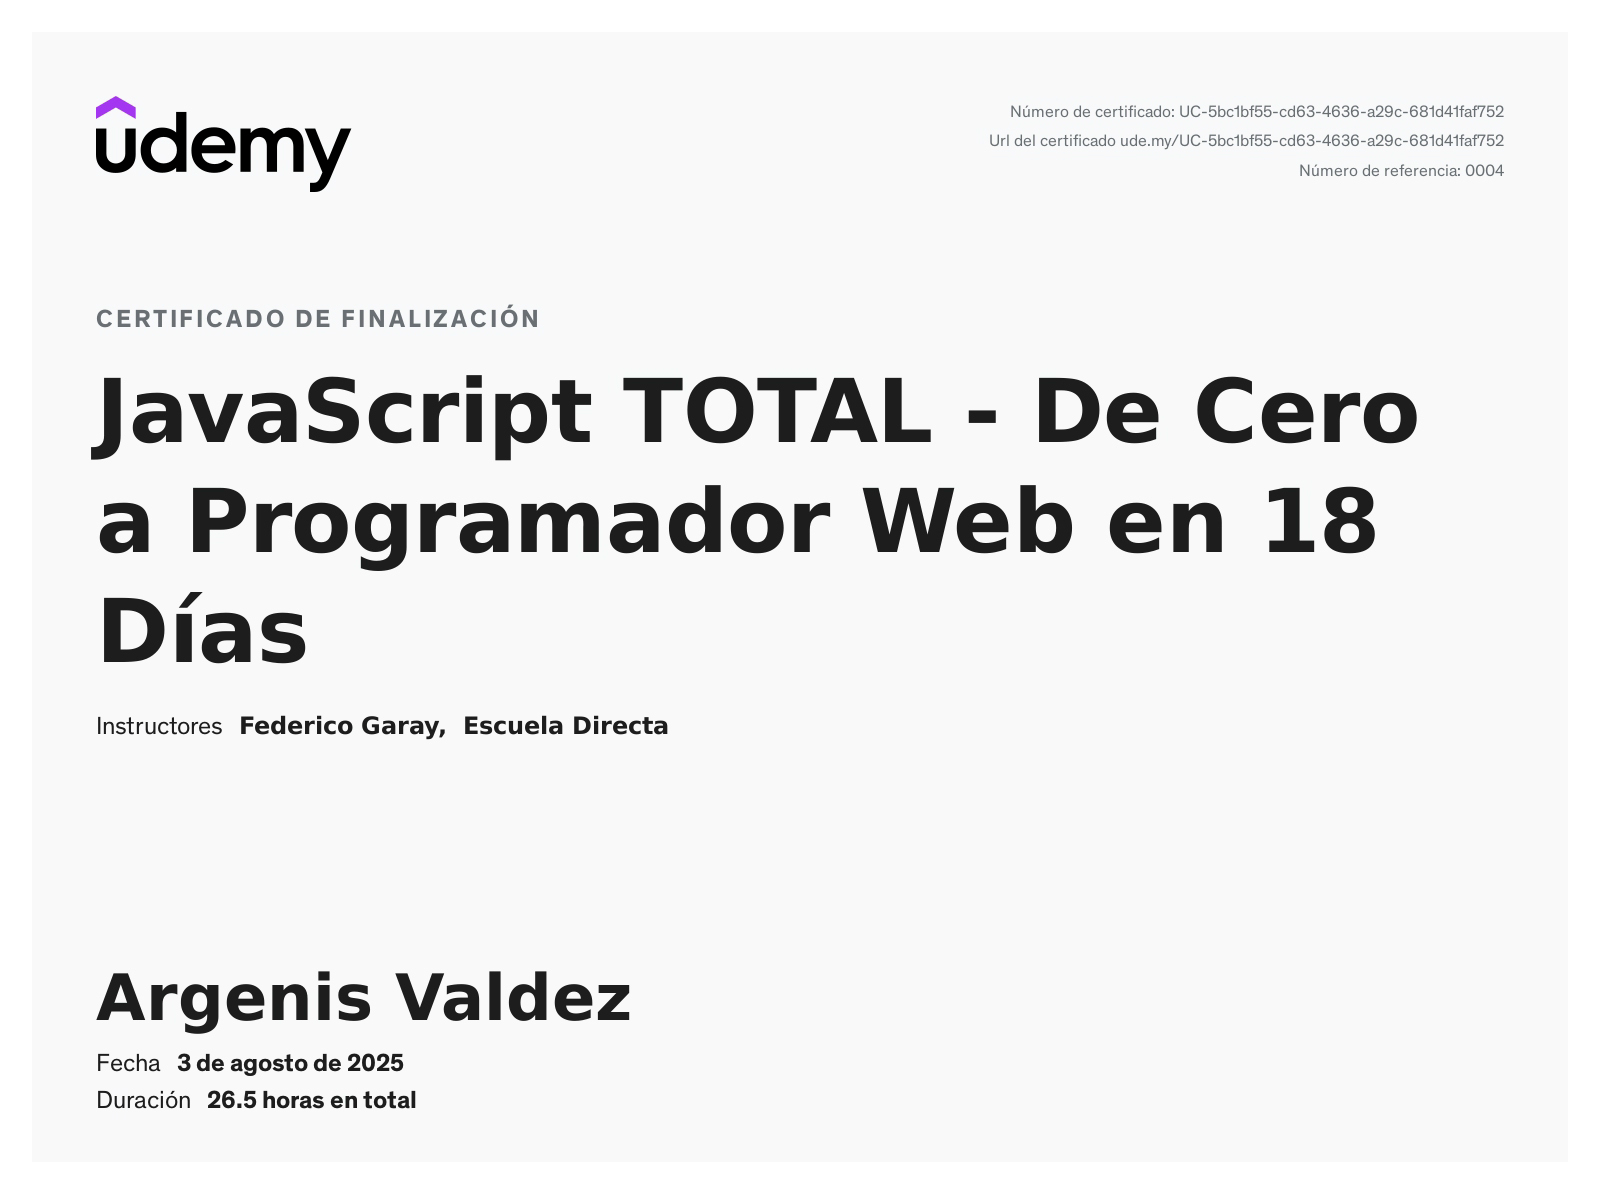 udemy
Número de certificado: UC-5bc1bf55-cd63-4636-a29c-681d41faf752
Url del certificado ude.my/UC-5bc1bf55-cd63-4636-a29c-681d41faf752
Número de referencia: 0004
CERTIFICADO DE FINALIZACIÓN
JavaScript TOTAL - De Cero
a Programador Web en 18
Días
Instructores Federico Garay, Escuela Directa
Argenis Valdez
Fecha 3 de agosto de 2025
Duración 26.5 horas en total